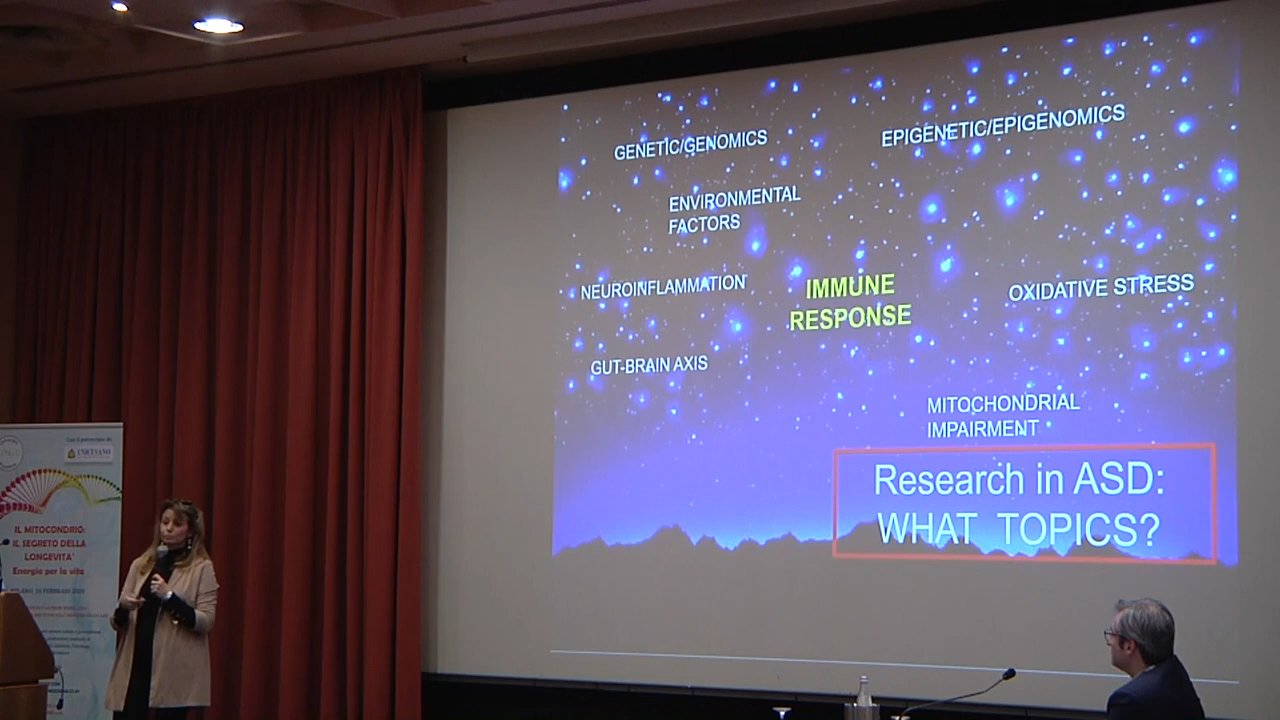 GENETIC/GENOMICS
EPIGENETIC/EPIGENOMICS
ENVIRONMENTAL
FACTORS
NEUROINFLAMMATION
IMMUNE
RESPONSE
OXIDATIVE STRESS
GUT-BRAIN AXIS
MITOCHONDRIAL
IMPAIRMENT
Research in ASD:
WHAT TOPICS?
UNICUSANO
IL MITOCONDRIO:
IL SEGRETO DELLA
LONGEVITA'
Energia per la vita